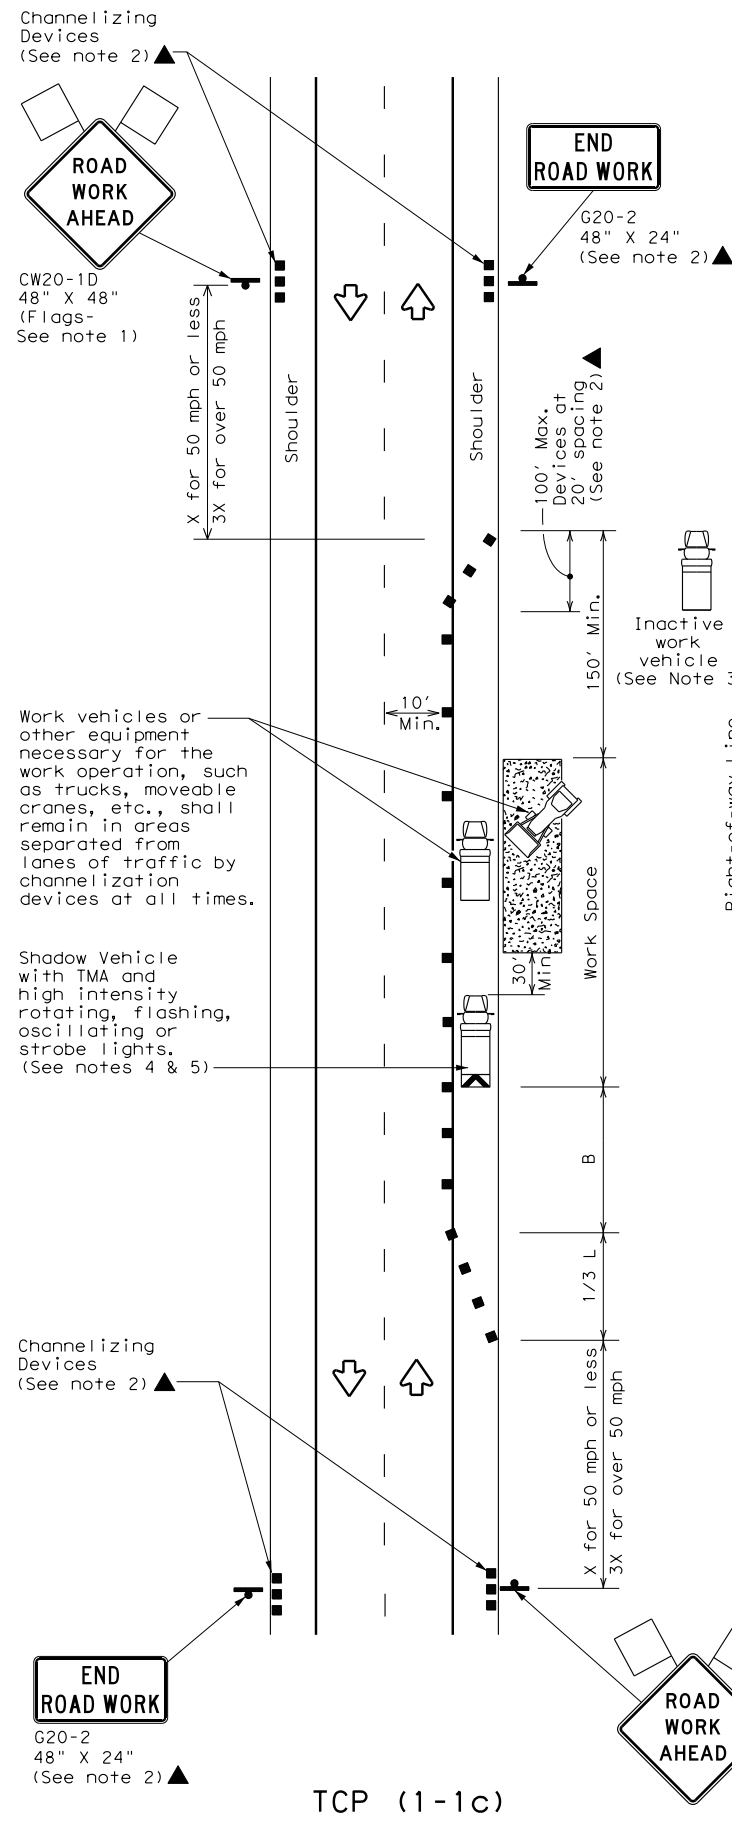 Channelizing
Devices
(See note 2)
ROAD
WORK
AHEAD
CW20-1D
48" X 48"
(Flags-
See note 1)
END
ROAD WORK
G20-2
48" X 24"
(See note 2)
X for 50 mph or less
3X for over 50 mph
Shoulder
Shoulder
100' Max.
Devices at
20' spacing
(See note 2)
150' Min.
Inactive
work
vehicle
(See Note 3
Right-of-way Line
10'
Min.
Work vehicles or
other equipment
necessary for the
work operation, such
as trucks, moveable
cranes, etc., shall
remain in areas
separated from
lanes of traffic by
channelization
devices at all times.
Work Space
30'
Min.
Shadow Vehicle
with TMA and
high intensity
rotating, flashing,
oscillating or
strobe lights.
(See notes 4 & 5)
B
1/3 L
Channelizing
Devices
(See note 2)
X for 50 mph or less
3X for over 50 mph
END
ROAD WORK
G20-2
48" X 24"
(See note 2)
ROAD
WORK
AHEAD
TCP (1-1c)